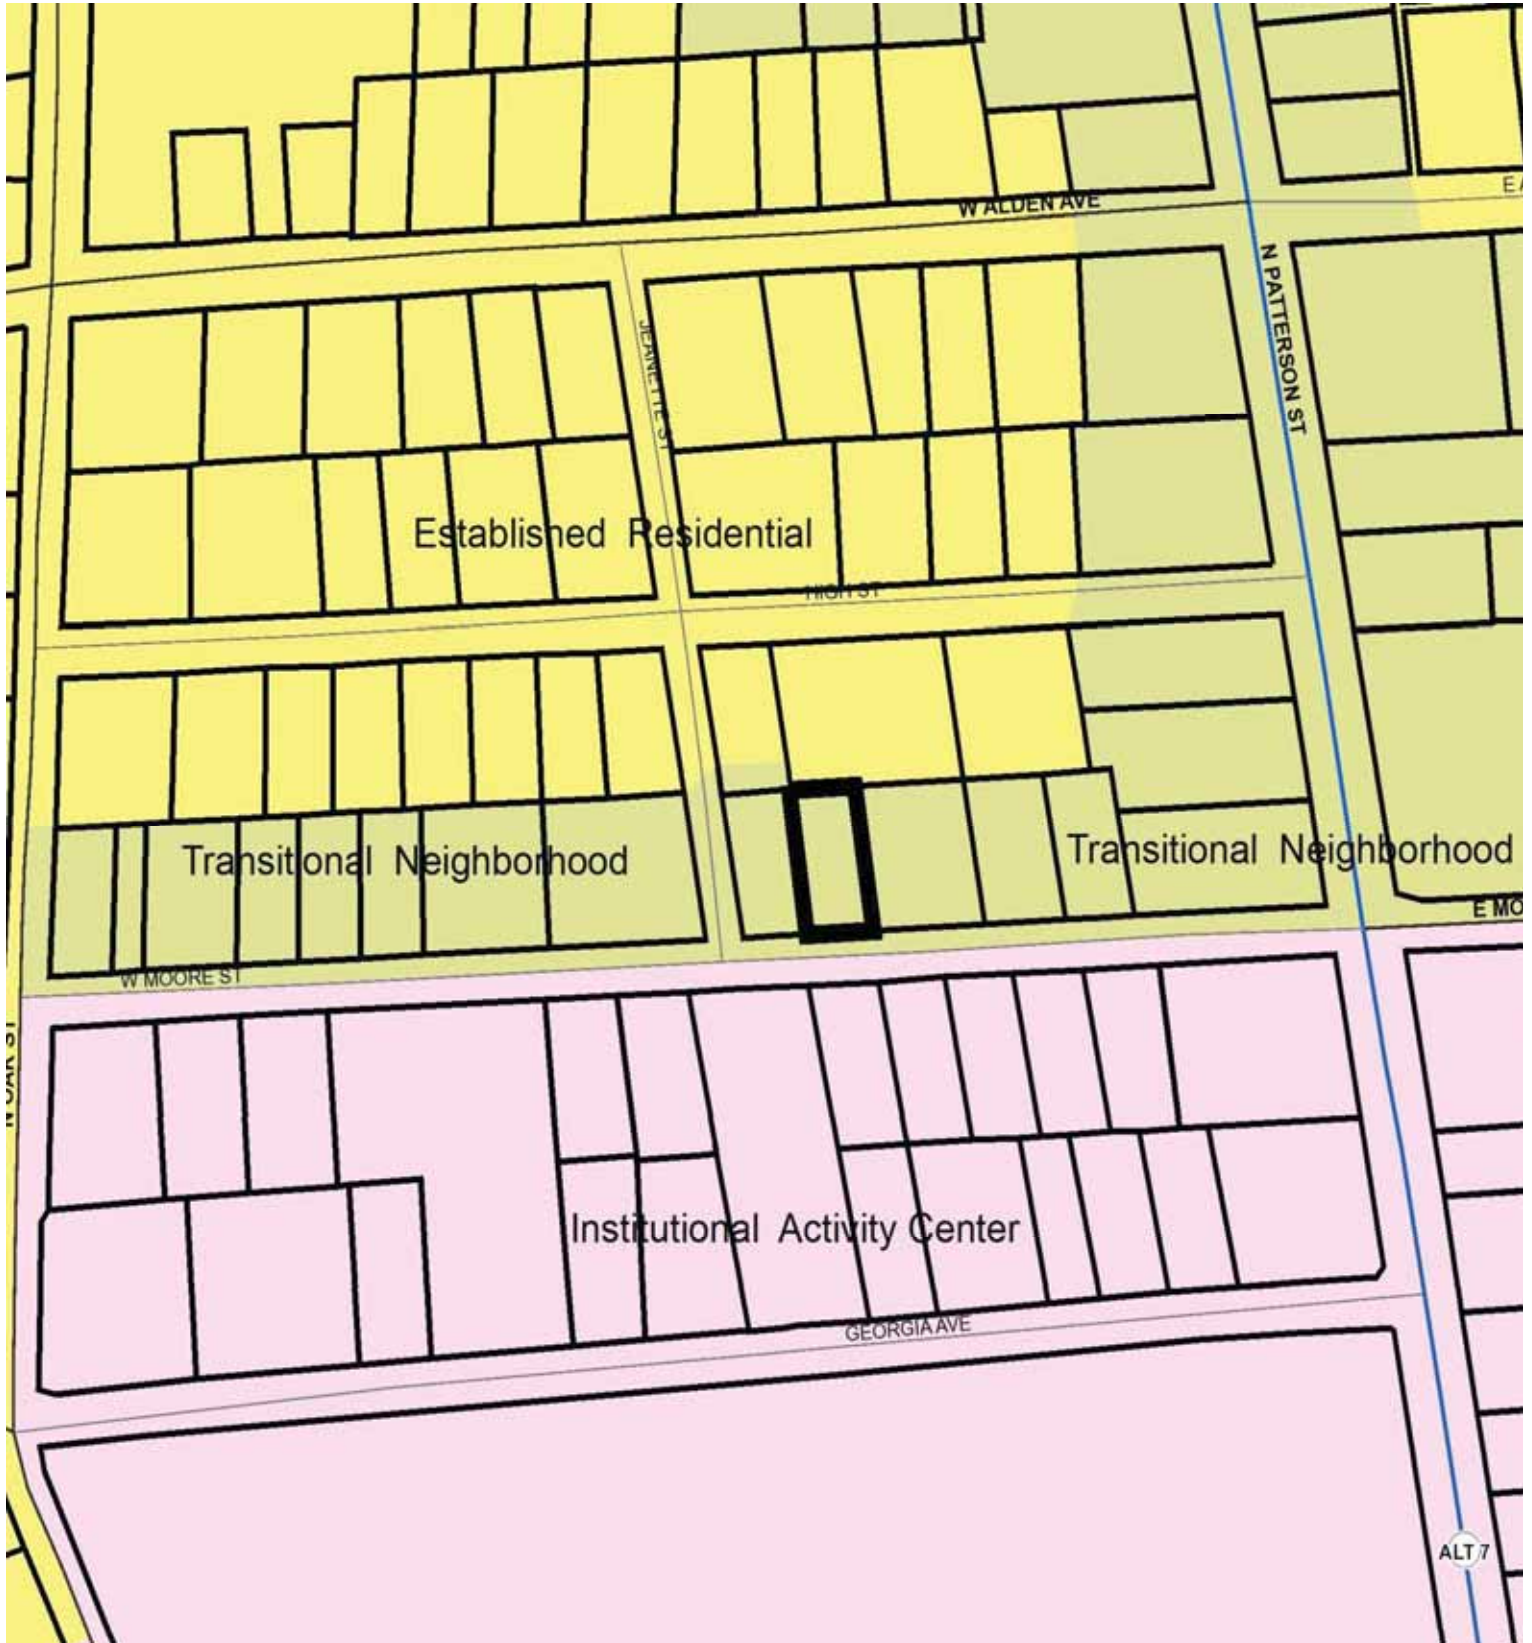 W ALDEN AVE
N PATTERSON ST
JEANETTE ST
Established Residential
HIGH ST
Transitional Neighborhood
Transitional Neighborhood
E MO
W MOORE ST
N OAK ST
Institutional Activity Center
GEORGIA AVE
ALT 7